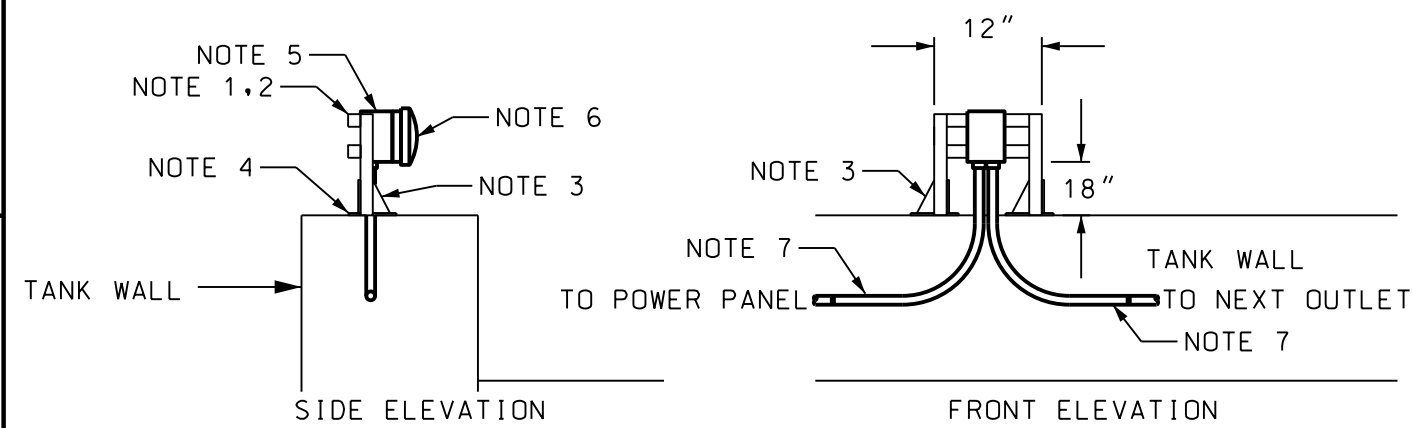 NOTE 5
NOTE 1,2
NOTE 6
NOTE 4
NOTE 3
TANK WALL
SIDE ELEVATION
12"
NOTE 3
18"
NOTE 7
TANK WALL
TO POWER PANEL
TO NEXT OUTLET
NOTE 7
FRONT ELEVATION